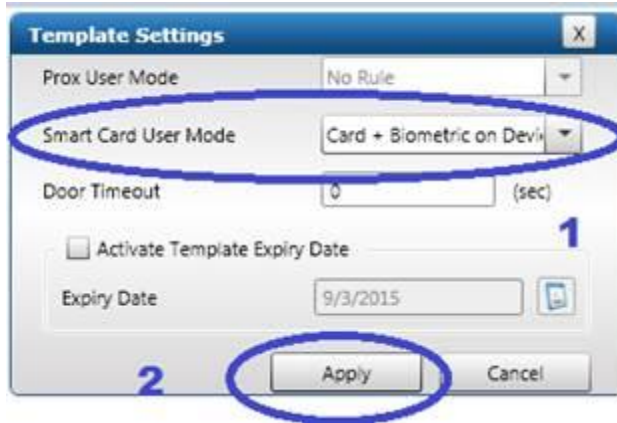 Template Settings X
Prox User Mode No Rule
Smart Card User Mode Card + Biometric on Devi
Door Timeout 0 (sec)
1
Activate Template Expiry Date
Expiry Date 9/3/2015
2 Apply Cancel